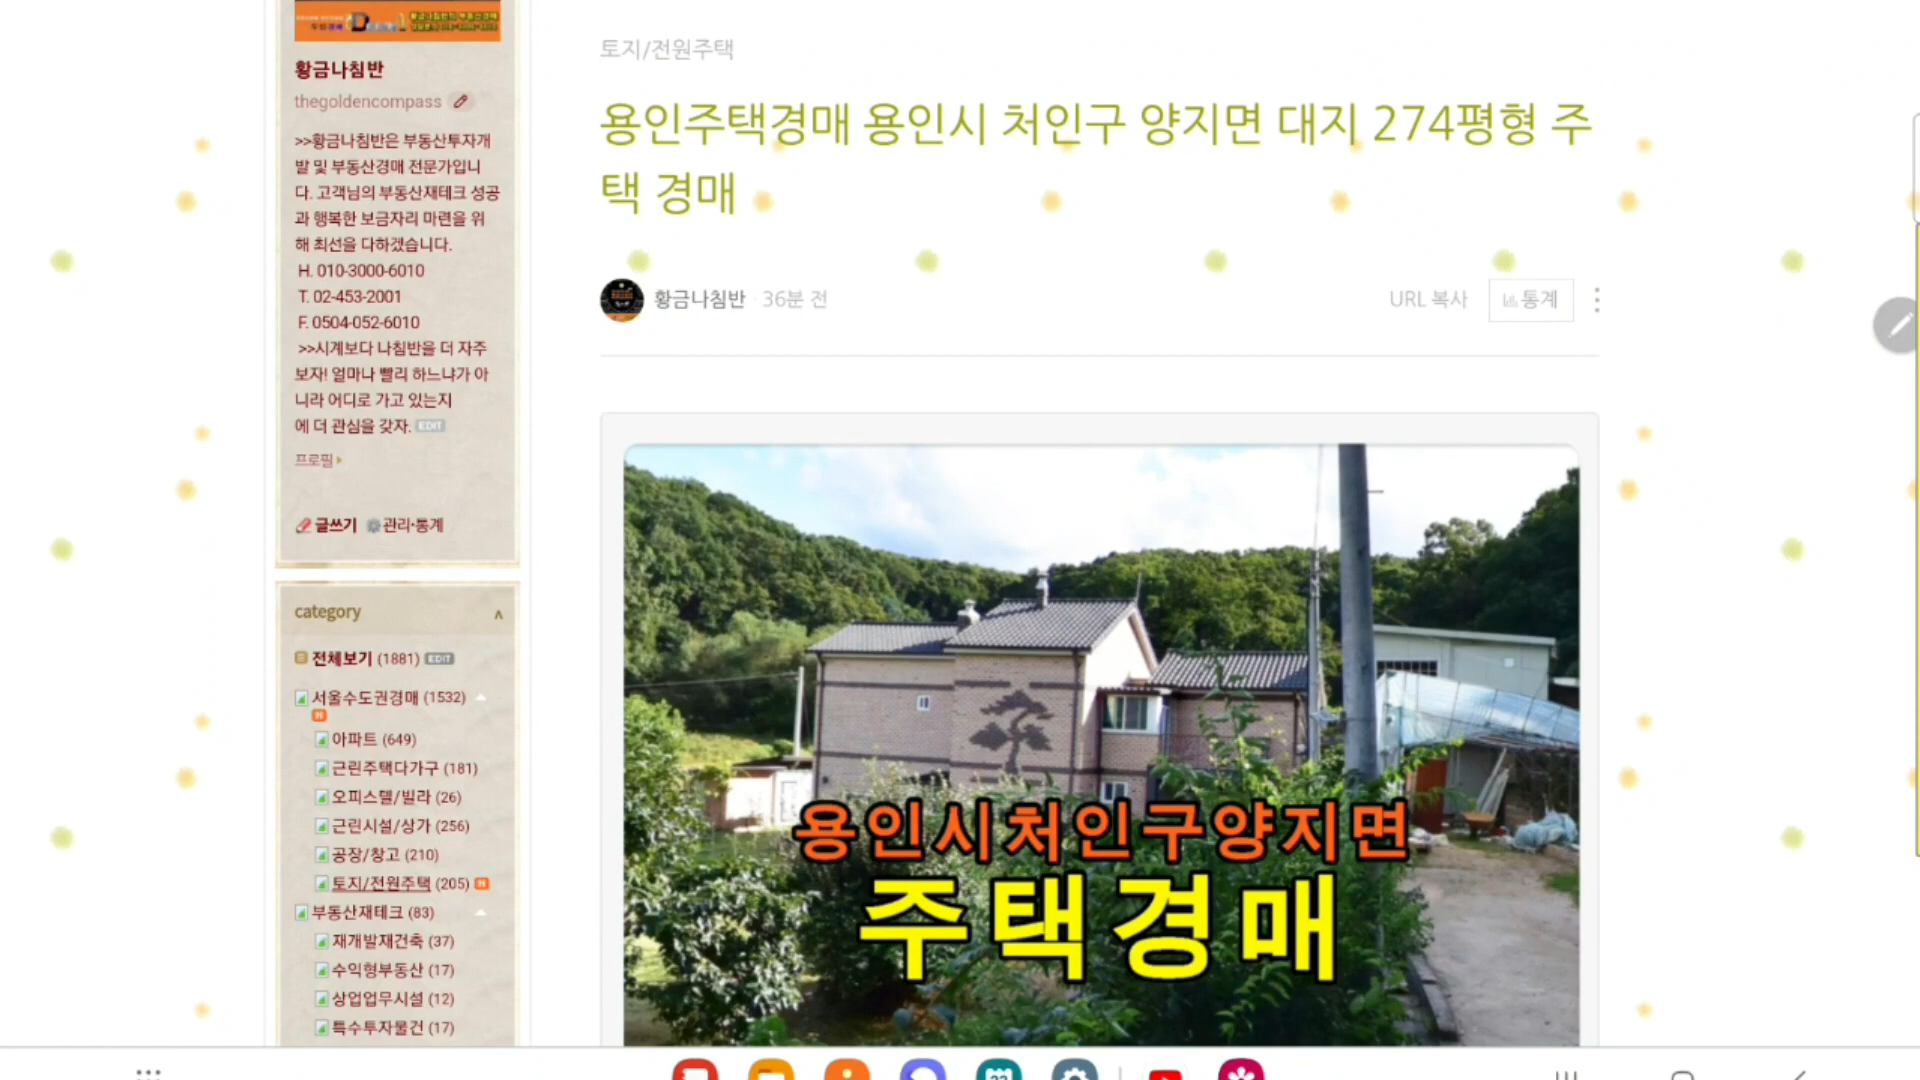 황금나침반
thegoldencompass
>>황금나침반은 부동산투자개
발 및 부동산경매 전문가입니
다. 고객님의 부동산재테크 성공
과 행복한 보금자리 마련을 위
해 최선을 다하겠습니다.
H. 010-3000-6010
T. 02-453-2001
F. 0504-052-6010
>>시계보다 나침반을 더 자주
보자! 얼마나 빨리 하느냐가 아
니라 어디로 가고 있는지
에 더 관심을 갖자. EDIT
프로필
글쓰기 관리·통계
category
전체보기 (1881) EDIT
서울수도권경매 (1532)
N
아파트 (649)
근린주택다가구 (181)
오피스텔/빌라 (26)
근린시설/상가 (256)
공장/창고 (210)
토지/전원주택 (205) N
부동산재테크 (83)
재개발재건축 (37)
수익형부동산 (17)
상업업무시설 (12)
특수투자물건 (17)
토지/전원주택
용인주택경매 용인시 처인구 양지면 대지 274평형 주
택 경매
황금나침반 · 36분 전
URL 복사 통계
용인시처인구양지면
주택경매